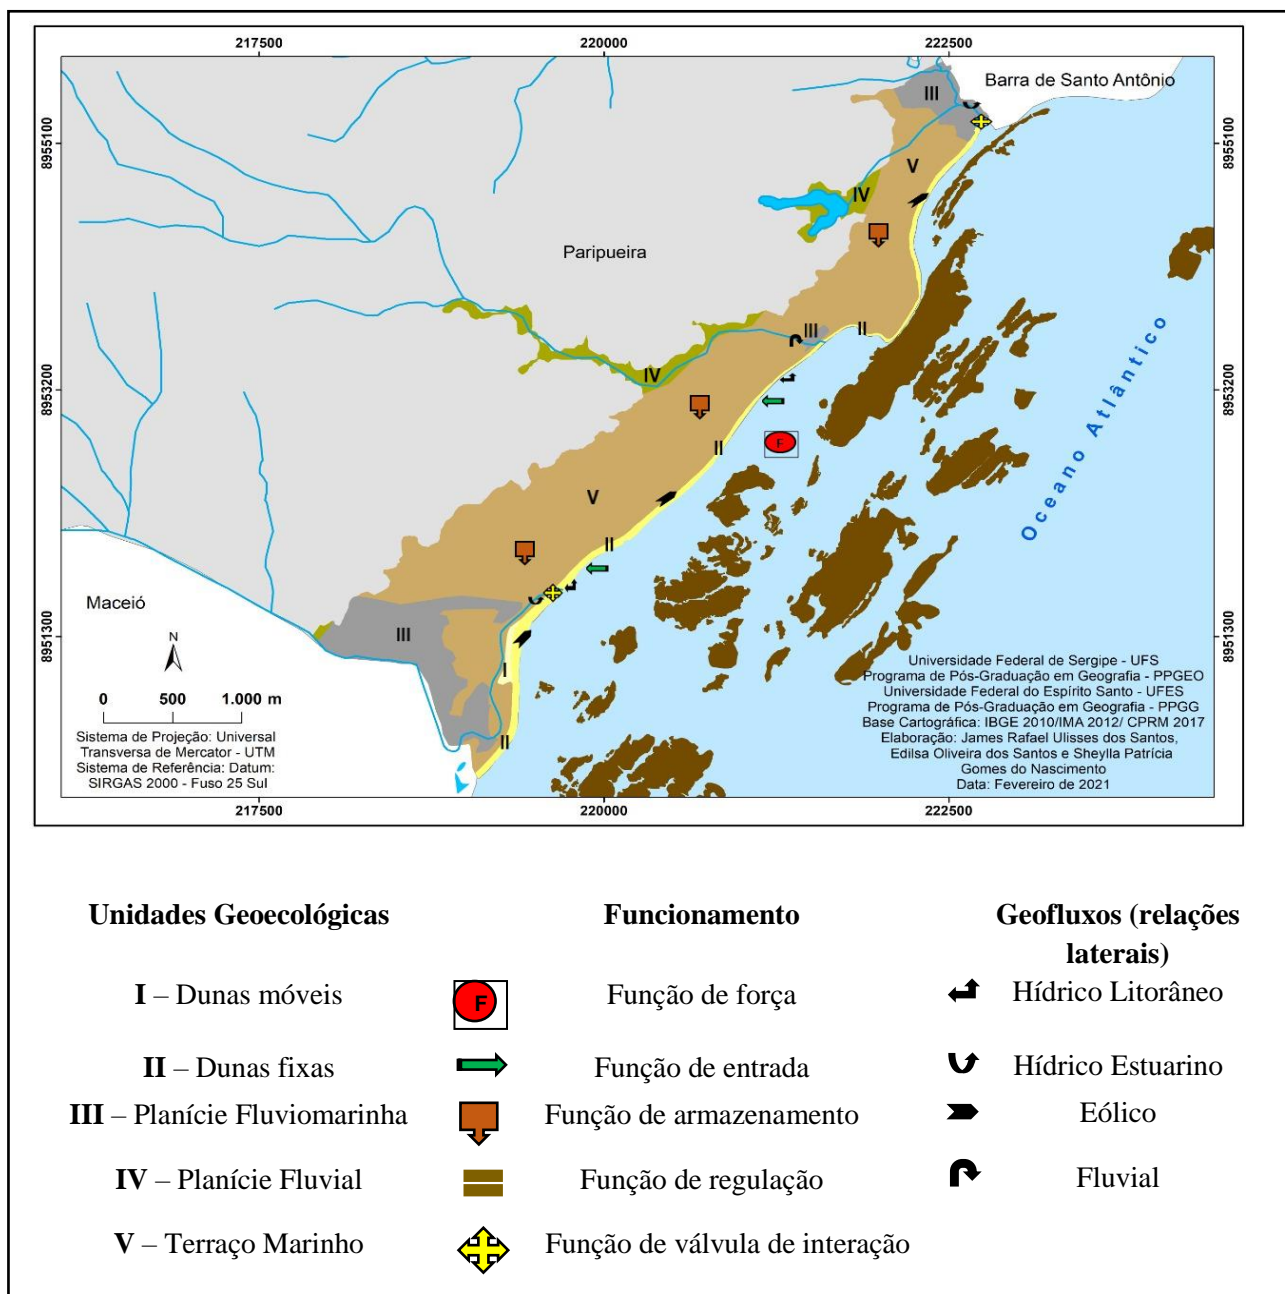 217500 220000 222500
Barra de Santo Antônio
III
8955100 8955100
V
IV
Paripueira
III II
Oceano Atlântico
IV
8953200 8953200
F
II
V
II
Maceió
8951300 8951300
III
N
I
II
0 500 1.000 m
Sistema de Projeção: Universal
Transversa de Mercator - UTM
Sistema de Referência: Datum:
SIRGAS 2000 - Fuso 25 Sul
Universidade Federal de Sergipe - UFS
Programa de Pós-Graduação em Geografia - PPGEO
Universidade Federal do Espírito Santo - UFES
Programa de Pós-Graduação em Geografia - PPGG
Base Cartográfica: IBGE 2010/IMA 2012/ CPRM 2017
Elaboração: James Rafael Ulisses dos Santos,
Edilsa Oliveira dos Santos e Sheylla Patrícia
Gomes do Nascimento
Data: Fevereiro de 2021
217500 220000 222500
Unidades Geoecológicas
I – Dunas móveis
II – Dunas fixas
III – Planície Fluviomarinha
IV – Planície Fluvial
V – Terraço Marinho
Funcionamento
F Função de força
Função de entrada
Função de armazenamento
Função de regulação
Função de válvula de interação
Geofluxos (relações
laterais)
Hídrico Litorâneo
Hídrico Estuarino
Eólico
Fluvial